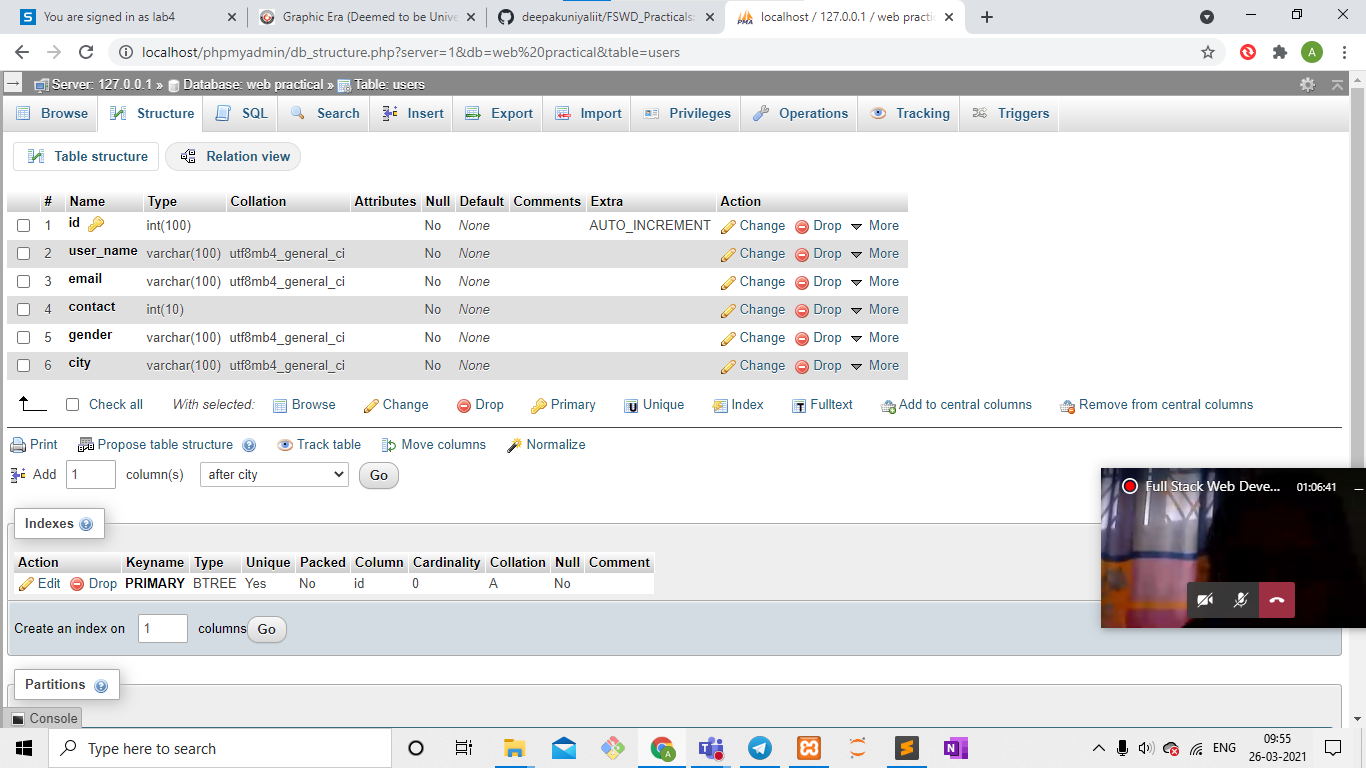 You are signed in as lab4
Graphic Era (Deemed to be Unive
deepakuniyaliit/FSWD_Practicals:
localhost / 127.0.0.1 / web practi
localhost/phpmyadmin/db_structure.php?server=1&db=web%20practical&table=users
A
Server: 127.0.0.1 » Database: web practical » Table: users
Browse Structure SQL Search Insert Export Import Privileges Operations Tracking Triggers
Table structure Relation view
# Name Type Collation Attributes Null Default Comments Extra Action
1 id int(100) No None AUTO_INCREMENT Change Drop More
2 user_name varchar(100) utf8mb4_general_ci No None Change Drop More
3 email varchar(100) utf8mb4_general_ci No None Change Drop More
4 contact int(10) No None Change Drop More
5 gender varchar(100) utf8mb4_general_ci No None Change Drop More
6 city varchar(100) utf8mb4_general_ci No None Change Drop More
Check all With selected: Browse Change Drop Primary Unique Index Fulltext Add to central columns Remove from central columns
Print Propose table structure Track table Move columns Normalize
Add 1 column(s) after city Go
Full Stack Web Deve... 01:06:41
Indexes
Action Keyname Type Unique Packed Column Cardinality Collation Null Comment
Edit Drop PRIMARY BTREE Yes No id 0 A No
Create an index on 1 columns Go
Partitions
Console
Type here to search
ENG
09:55
26-03-2021